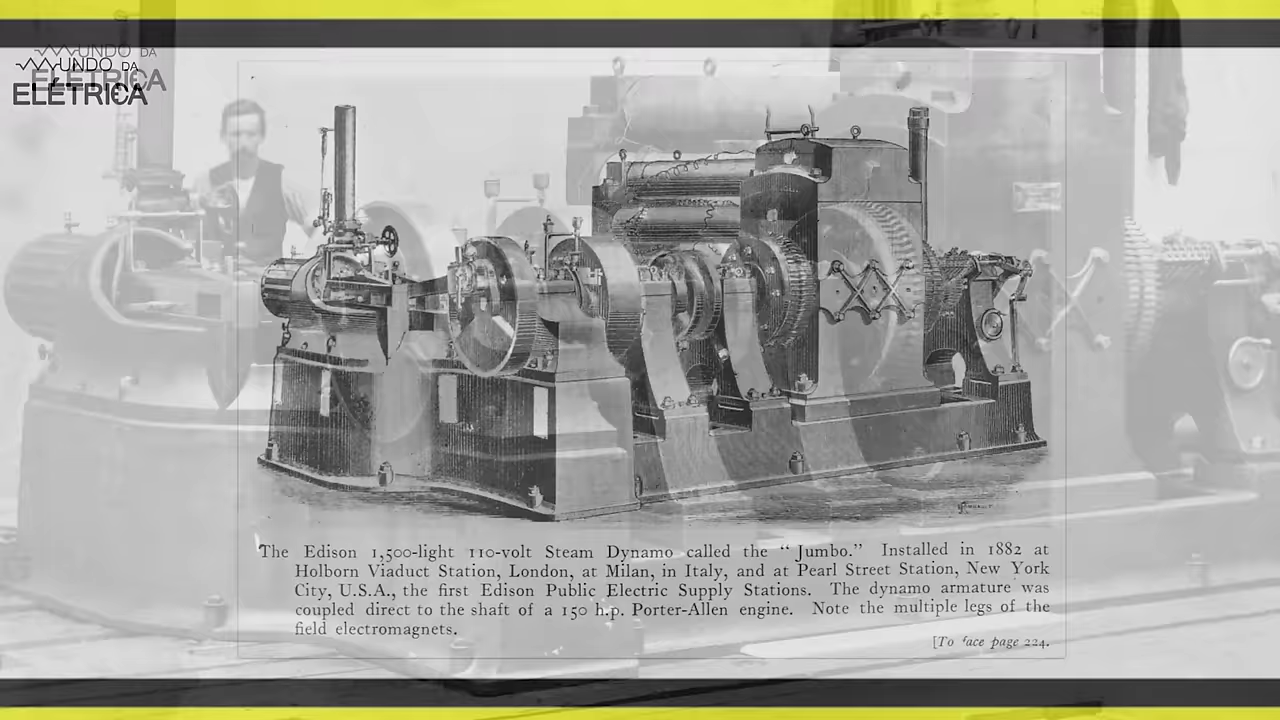 MUNDO DA
ELÉTRICA
MUNDO DA
ELÉTRICA
The Edison 1,500-light 110-volt Steam Dynamo called the “ Jumbo.” Installed in 1882 at
Holborn Viaduct Station, London, at Milan, in Italy, and at Pearl Street Station, New York
City, U.S.A., the first Edison Public Electric Supply Stations. The dynamo armature was
coupled direct to the shaft of a 150 h.p. Porter-Allen engine. Note the multiple legs of the
field electromagnets.
[To face page 224.